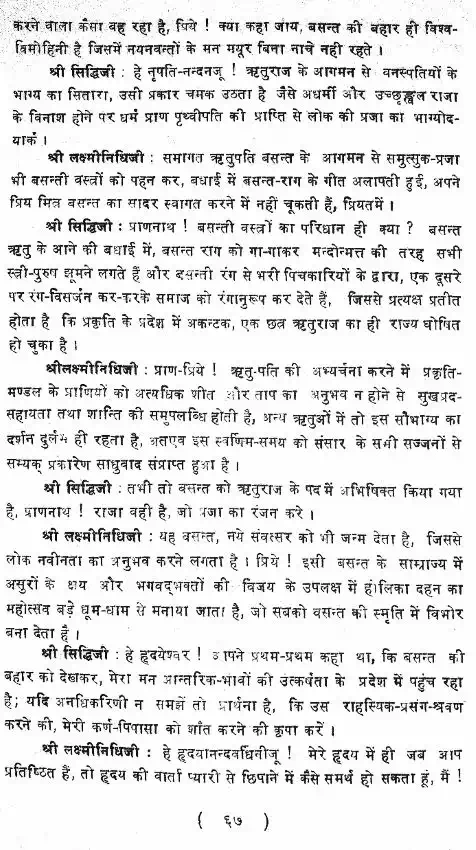 करने वाला कैसा वह रहा है, प्रिये ! क्या कहा जाय, बसन्त की बहार ही विश्व-
विमोहिनी है जिसमें नयनवन्तों के मन मयूर विना नाचे नही रहते ।
श्री सिद्धिजी : हे नृपति-नन्दनजू ! ऋतुराज के आगमन से वनस्पतियों के
भाग्य का सितारा, उसी प्रकार चमक उठता है जैसे अधर्मी और उच्छृङ्खल राजा
के विनाश होने पर धर्म प्राण पृथ्वीपति की प्राप्ति से लोक की प्रजा का भाग्योद-
यार्क ।
श्री लक्ष्मीनिधिजी : समागत ऋतुपति बसन्त के आगमन से समुत्सुक-प्रजा
भी बसन्ती वस्त्रों को पहन कर, बधाई में बसन्त-राग के गीत अलापती हुई, अपने
प्रिय मित्र वसन्त का सादर स्वागत करने में नहीं चूकती हैं, प्रियतमें ।
श्री सिद्धिजी : प्राणनाथ ! बसन्ती वस्त्रों का परिधान ही क्या ? बसन्त
ऋतु के आने की बधाई में, बसन्त राग को गा-गाकर मन्दोन्मत्त की तरह सभी
स्त्री-पुरुष झूमने लगते हैं और वसन्ती रंग से भरी पिचकारियों के द्वारा, एक दूसरे
पर रंग-विसर्जन कर-करके समाज को रंगानुरूप कर देते हैं, जिससे प्रत्यक्ष प्रतीत
होता है कि प्रकृति के प्रदेश में अकन्टक, एक छत्र ऋतुराज का ही राज्य घोषित
हो चुका है ।
श्रीलक्ष्मीनिधिजी : प्राण-प्रिये ! ऋतु-पति की अभ्यर्चना करने में प्रकृति-
मण्डल के प्राणियों को अत्यधिक शीत और ताप का अनुभव न होने से सुखप्रद-
सहायता तथा शान्ति की समुपलब्धि होती है, अन्य ऋतुओं में तो इस सौभाग्य का
दर्शन दुर्लभ ही रहता है, अतएव इस स्वणिम-समय को संसार के सभी सज्जनों से
सम्यक् प्रकारेण साधुवाद संप्राप्त हुआ है ।
श्री सिद्धिजी : तभी तो बसन्त को ऋतुराज के पद में अभिषिक्त किया गया
है, प्राणनाथ ! राजा वही है, जो प्रजा का रंजन करे ।
श्री लक्ष्मीनिधिजी : यह वसन्त, नये संवत्सर को भी जन्म देता है, जिससे
लोक नवीनता का अनुभव करने लगता है । प्रिये ! इसी बसन्त के साम्राज्य में
असुरों के क्षय और भगवद्भक्तों की विजय के उपलक्ष में होलिका दहन का
महोत्सव बड़े धूम-धाम से मनाया जाता है, जो सबको वसन्त की स्मृति में विभोर
बना देता है ।
श्री सिद्धिजी : हे हृदयेश्वर ! आपने प्रथम-प्रथम कहा था, कि बसन्त की
बहार को देखकर, मेरा मन आन्तरिक-भावों की उत्कर्षता के प्रदेश में पहुंच रहा
है; यदि अनधिकरिणी न समझें तो प्रार्थना है, कि उस राहस्यिक-प्रसंग-श्रवण
करने की, मेरी कर्ण-पिपासा को शाँत करने की कृपा करें ।
श्री लक्ष्मीनिधिजी : हे हृदयानन्दवर्धिनीजू ! मेरे हृदय में ही जब आप
प्रतिष्ठित हैं, तो हृदय की वार्ता प्यारी से छिपाने में कैसे समर्थ हो सकता हूं, मैं !
( ६७ )